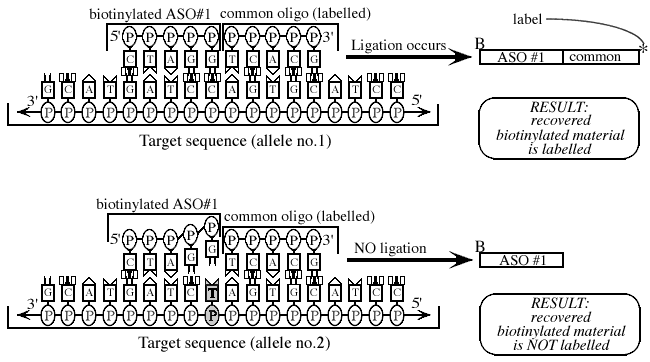 biotinylated ASO#1 common oligo (labelled)
label
5' P P P P P P P P P P 3'
Ligation occurs
B
*
ASO #1 common
C T A G G T C A C G
G C A T G A T C C A G T G C A T C C
3' P P P P P P P P P P P P P P P P P P 5'
Target sequence (allele no.1)
RESULT:
recovered
biotinylated material
is labelled
biotinylated ASO#1
common oligo (labelled)
5' P P P P P P P P P P 3'
NO ligation
B
ASO #1
C T A G G T C A C G
G C A T G A T C T A G T G C A T C C
3' P P P P P P P P P P P P P P P P P P 5'
Target sequence (allele no.2)
RESULT:
recovered
biotinylated material
is NOT labelled